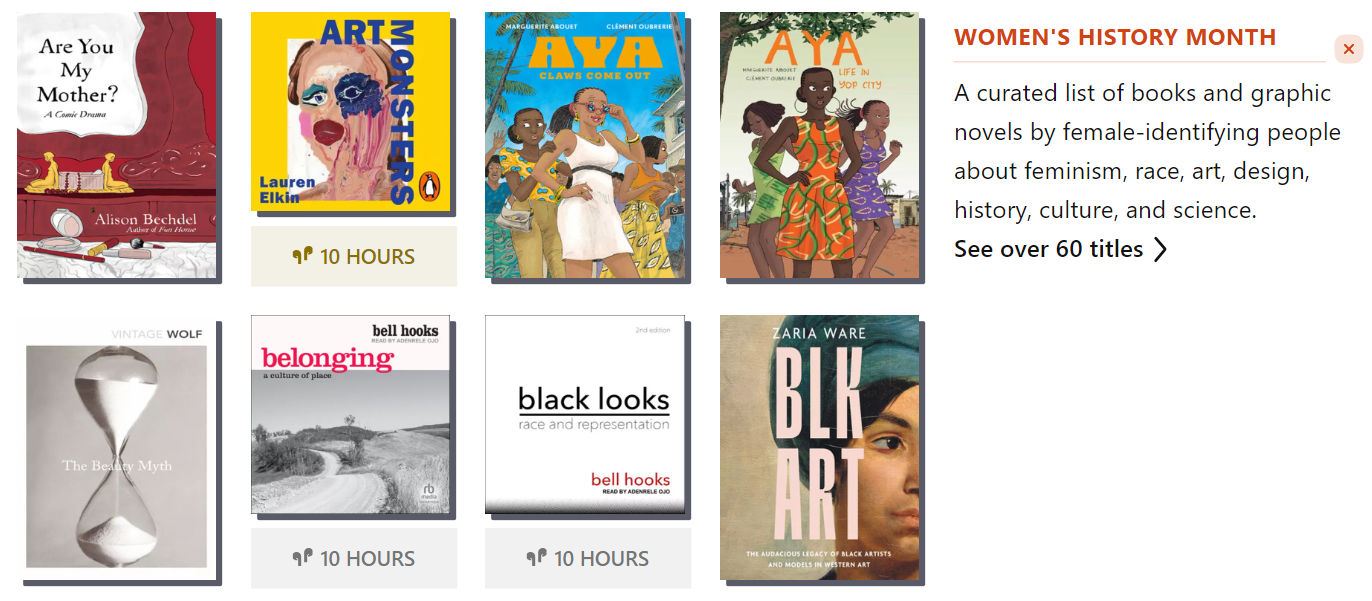 Are You
My
Mother?
A Comic Drama
Alison Bechdel
Author of Fun Home
ART
MONSTERS
Lauren
Elkin
10 HOURS
MARGUERITE ABOUET
CLÉMENT OUBRERIE
AYA
CLAWS COME OUT
AYA
MARGUERITE ABOUET
CLÉMENT OUBRERIE
LIFE IN
YOP CITY
WOMEN'S HISTORY MONTH
A curated list of books and graphic
novels by female-identifying people
about feminism, race, art, design,
history, culture, and science.
See over 60 titles
VINTAGE WOLF
The Beauty Myth
bell hooks
READ BY ADENRELE OJO
belonging
a culture of place
rb
media
10 HOURS
2nd edition
black looks
race and representation
bell hooks
READ BY ADENRELE OJO
10 HOURS
ZARIA WARE
BLK
ART
THE AUDACIOUS LEGACY OF BLACK ARTISTS
AND MODELS IN WESTERN ART